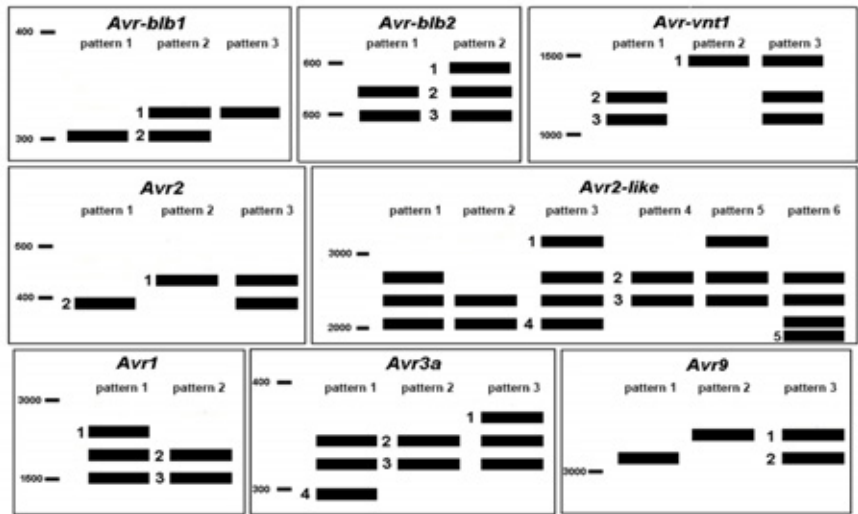 Avr-blb1
pattern 1 pattern 2 pattern 3
400
1
300 2
Avr-blb2
pattern 1 pattern 2
600 1
2
500 3
Avr-vnt1
pattern 1 pattern 2 pattern 3
1500 1
2
3
1000
Avr2
pattern 1 pattern 2 pattern 3
500
1
400 2
Avr2-like
pattern 1 pattern 2 pattern 3 pattern 4 pattern 5 pattern 6
1
3000
2
3
2000 4
5
Avr1
pattern 1 pattern 2
3000
1
2
1500 3
Avr3a
pattern 1 pattern 2 pattern 3
400
1
2
3
300 4
Avr9
pattern 1 pattern 2 pattern 3
1
2
3000